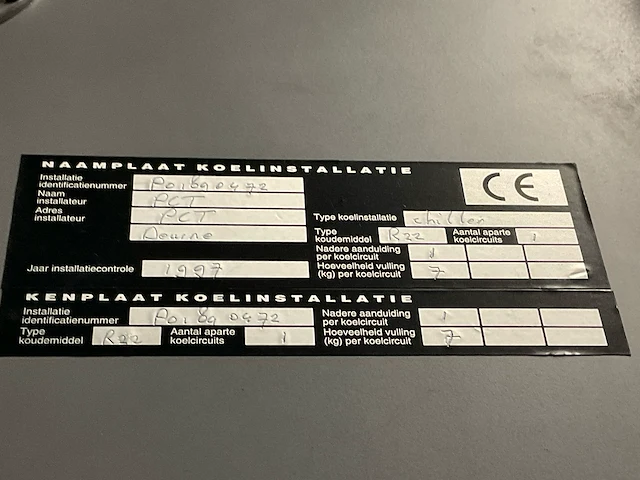 NAAMPLAAT KOELINSTALLATIE
CE
Installatie identificatienummer
Naam installateur PCT
Adres installateur PCT
Deurne
Type koelinstallatie chiller
Type koudemiddel R22 Aantal aparte koelcircuits 1
Nadere aanduiding per koelcircuit 1
Jaar installatiecontrole 1997
Hoeveelheid vulling (kg) per koelcircuit 7
KENPLAAT KOELINSTALLATIE
Installatie identificatienummer
Nadere aanduiding per koelcircuit 1
Type koudemiddel R22 Aantal aparte koelcircuits 1
Hoeveelheid vulling (kg) per koelcircuit 7